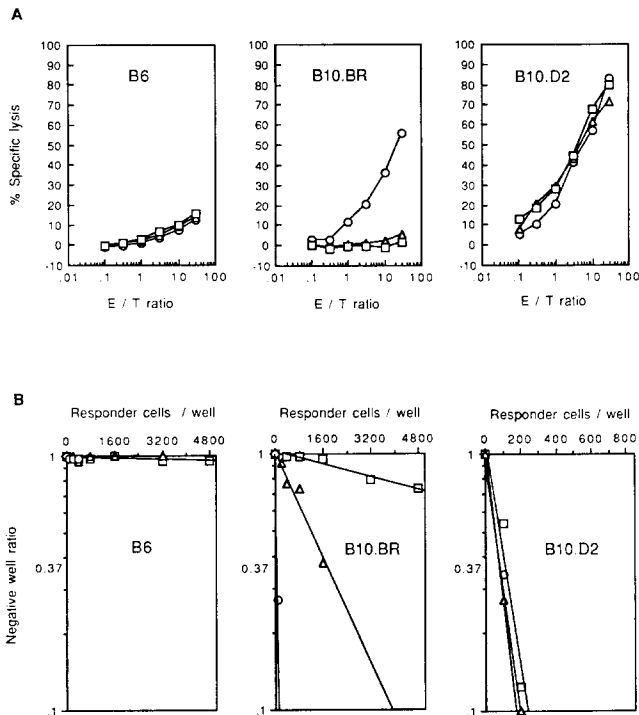 A
B6
B10.BR
B10.D2
% Specific lysis
100 90 80 70 60 50 40 30 20 10 0 -10
100 90 80 70 60 50 40 30 20 10 0 -10
100 90 80 70 60 50 40 30 20 10 0 -10
.01 .1 1 10 100
.01 .1 1 10 100
.01 .1 1 10 100
E / T ratio
E / T ratio
E / T ratio
B
Responder cells / well
Responder cells / well
Responder cells / well
0 1600 3200 4800
0 1600 3200 4800
0 200 400 600 800
Negative well ratio
1
0.37
.1
1
0.37
.1
1
0.37
.1
B6
B10.BR
B10.D2